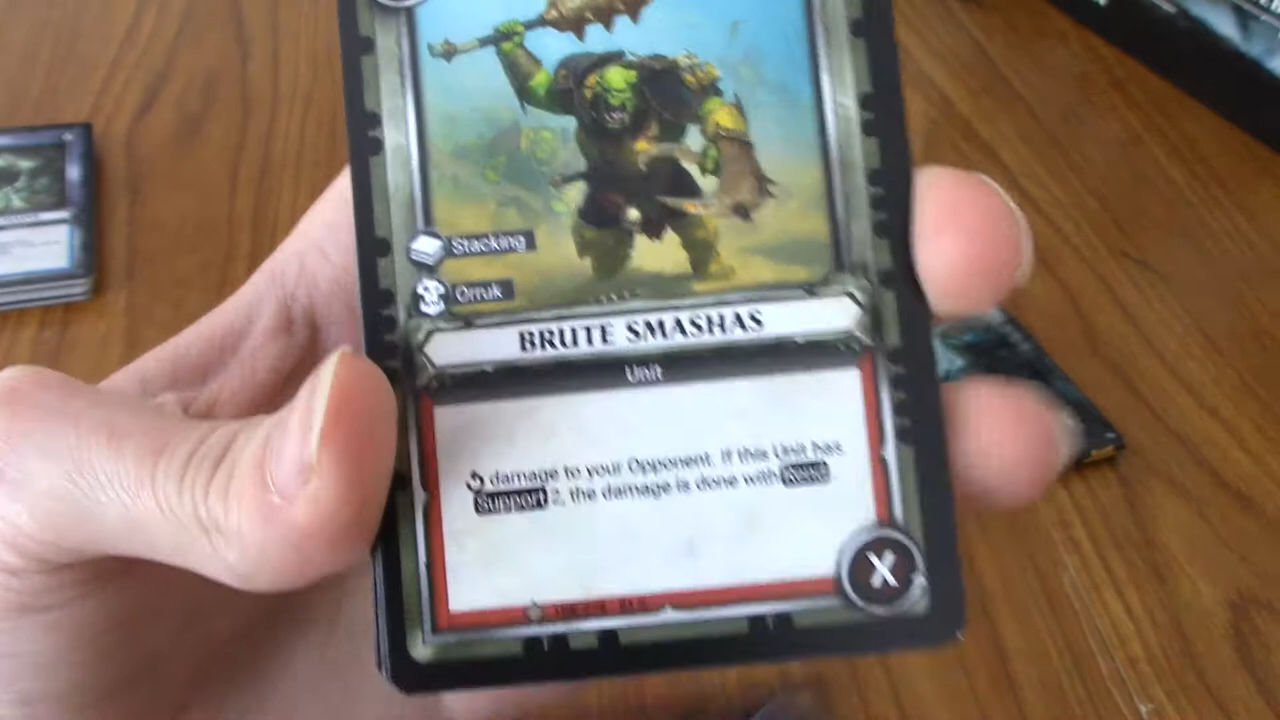 Stacking
Orruk
BRUTE SMASHAS
Unit
damage to your Opponent. If this Unit has
Support 2, the damage is done with Rend
X